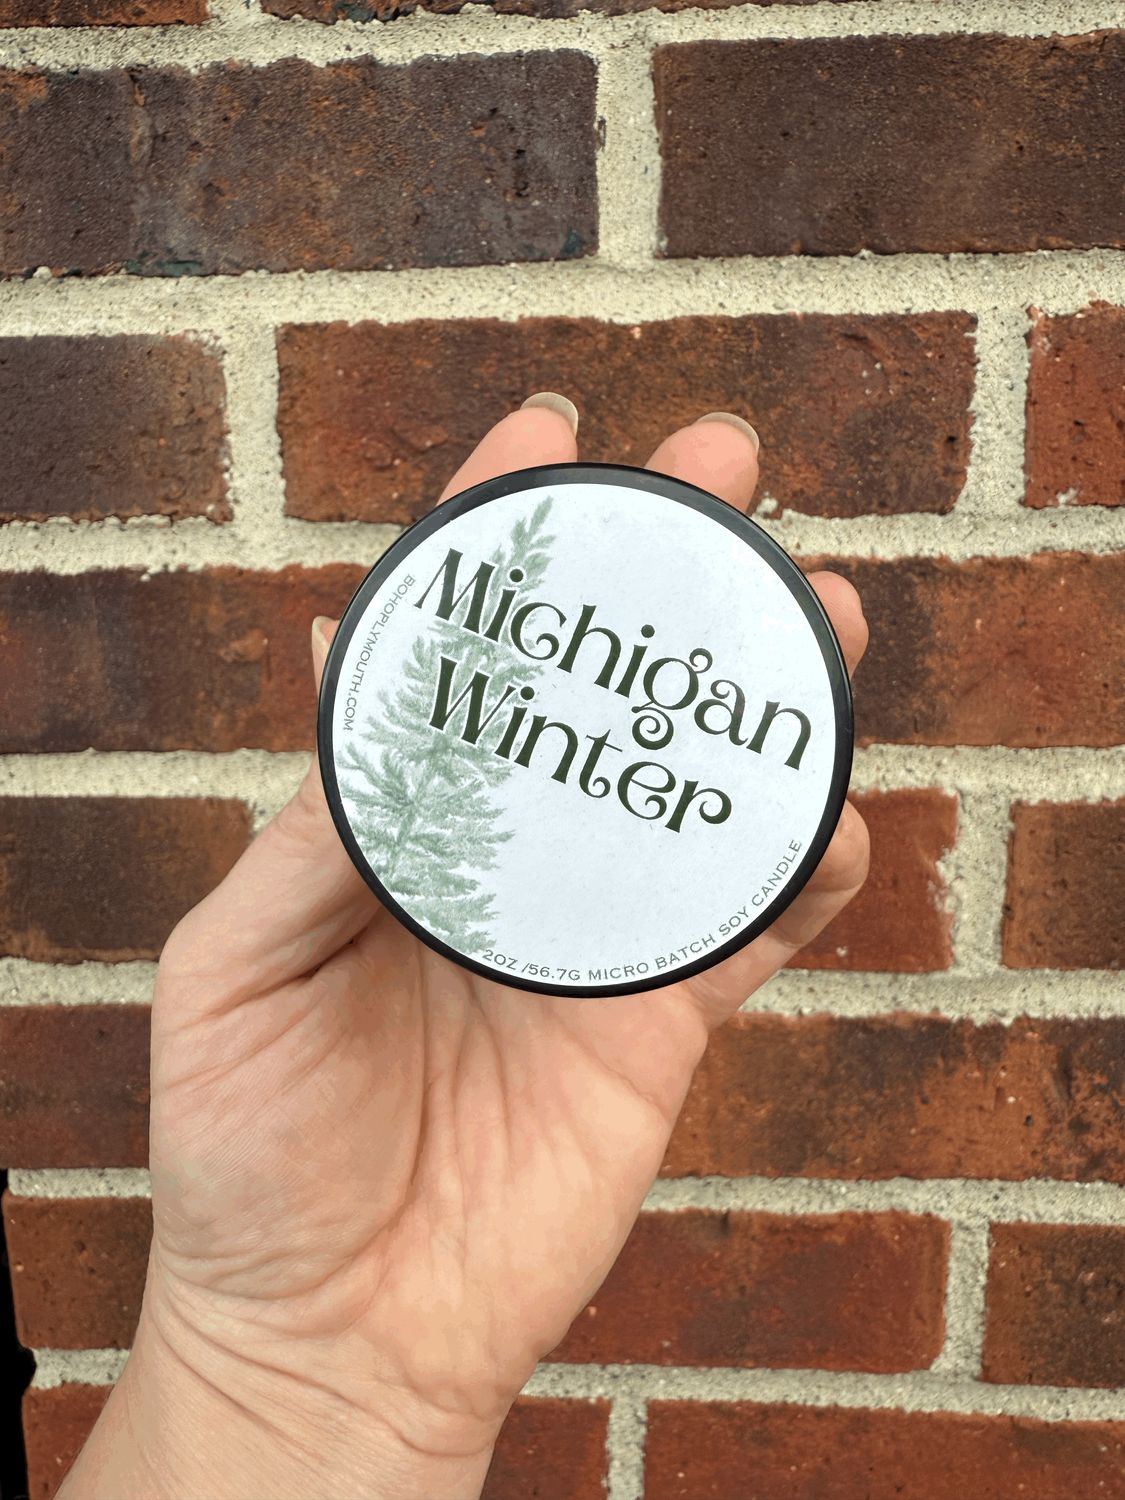 Michigan
Winter
BOHOPLYMOUTH.COM
2OZ /56.7G MICRO BATCH SOY CANDLE